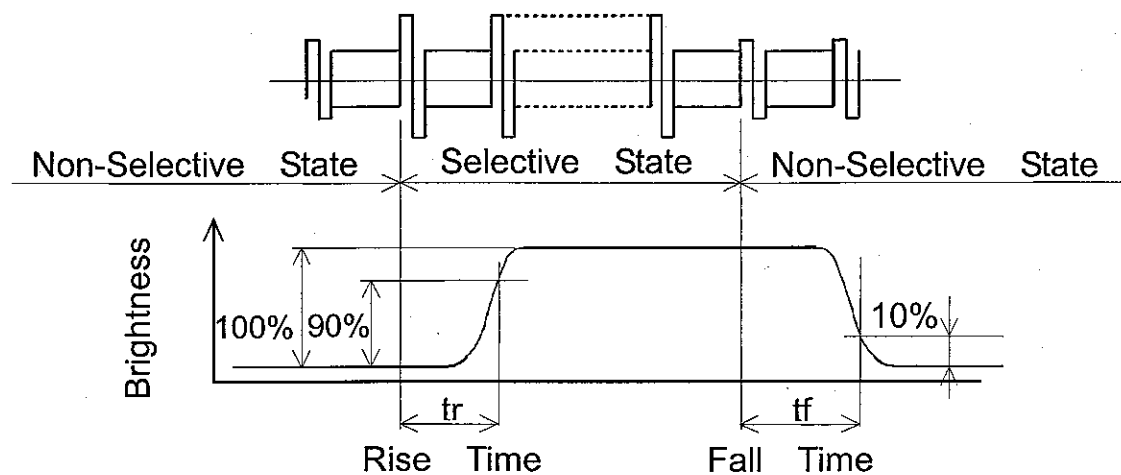 Non-Selective State Selective State Non-Selective State
Brightness
100% 90% 10%
tr tf
Rise Time Fall Time